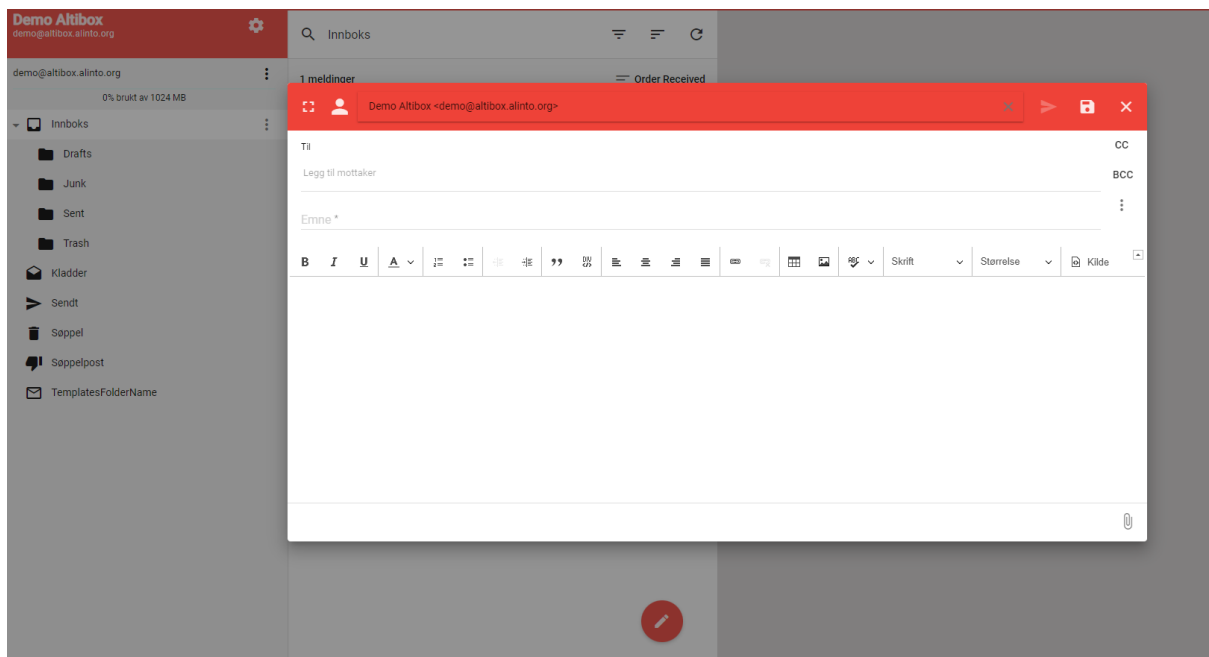 Demo Altibox
demo@altibox.alinto.org
demo@altibox.alinto.org
0% brukt av 1024 MB
Innboks
Drafts
Junk
Sent
Trash
Kladder
Sendt
Søppel
Søppelpost
TemplatesFolderName
Innboks
1 meldinger
Order Received
Demo Altibox <demo@altibox.alinto.org>
Til
CC
Legg til mottaker
BCC
Emne *
B I U A Skrift Størrelse Kilde